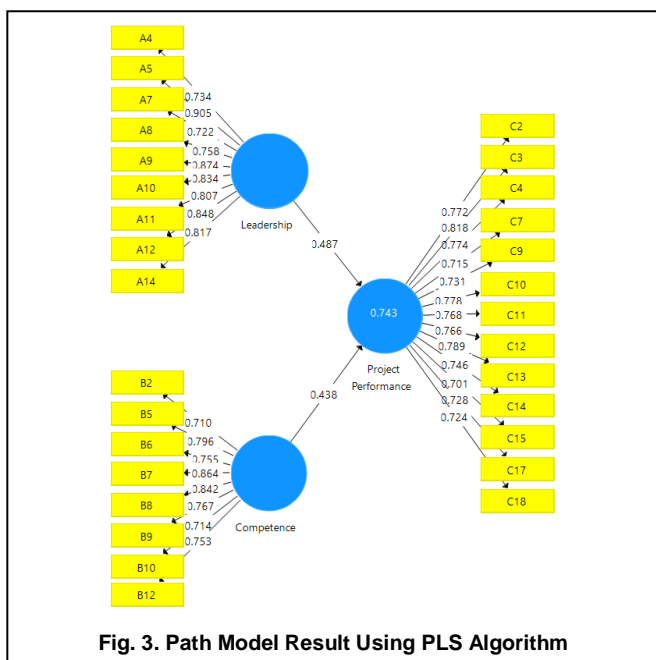 A4
A5
A7
A8
A9
A10
A11
A12
A14
0.734
0.905
0.722
0.758
0.874
0.834
0.807
0.848
0.817
Leadership
0.487
B2
B5
B6
B7
B8
B9
B10
B12
0.710
0.796
0.755
0.864
0.842
0.767
0.714
0.753
Competence
0.438
0.743
Project
Performance
0.772
0.818
0.774
0.715
0.731
0.778
0.768
0.766
0.789
0.746
0.701
0.728
0.724
C2
C3
C4
C7
C9
C10
C11
C12
C13
C14
C15
C17
C18
Fig. 3. Path Model Result Using PLS Algorithm